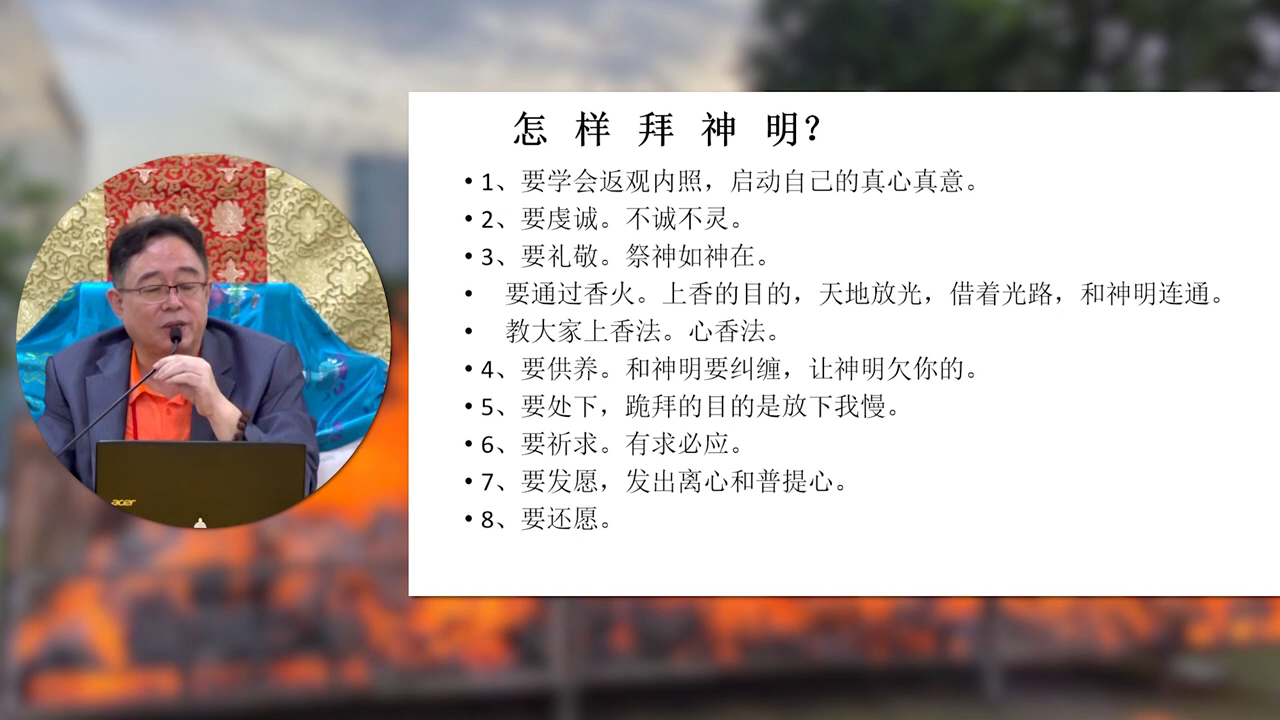 怎 样 拜 神 明？
• 1、要学会返观内照，启动自己的真心真意。
• 2、要虔诚。不诚不灵。
• 3、要礼敬。祭神如神在。
• 要通过香火。上香的目的，天地放光，借着光路，和神明连通。
• 教大家上香法。心香法。
• 4、要供养。和神明要纠缠，让神明欠你的。
• 5、要处下，跪拜的目的是放下我慢。
• 6、要祈求。有求必应。
• 7、要发愿，发出离心和普提心。
• 8、要还愿。
acer